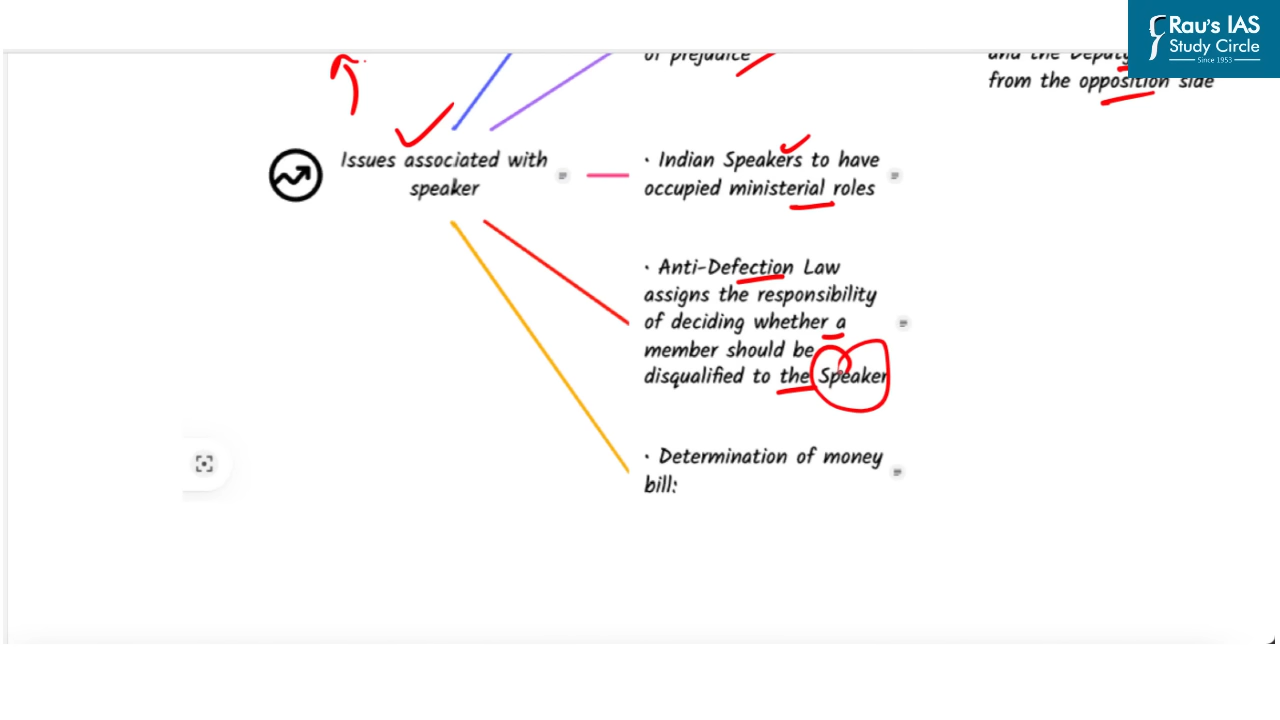 Rau's IAS
Study Circle
Since 1953
of prejudice
and the Deputy
from the opposition side
Issues associated with
speaker
· Indian Speakers to have
occupied ministerial roles
· Anti-Defection Law
assigns the responsibility
of deciding whether a
member should be
disqualified to the Speaker
· Determination of money
bill: